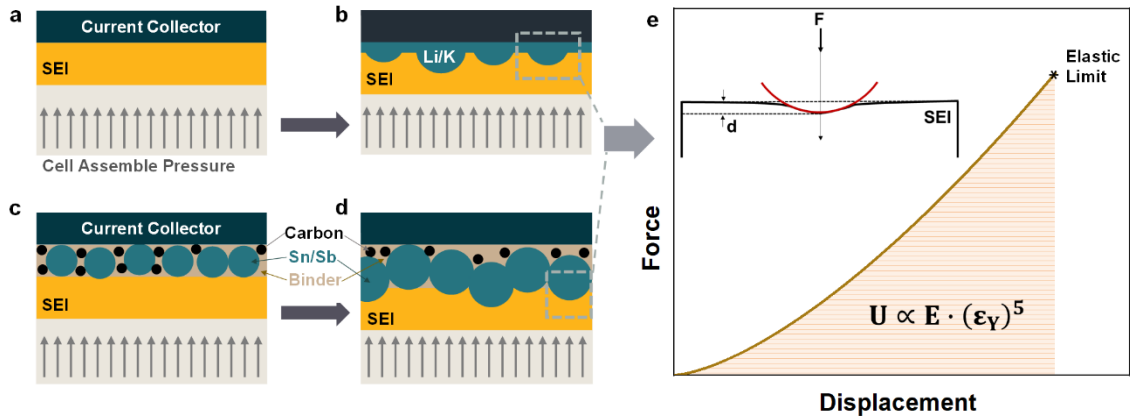 a
Current Collector
SEI
Cell Assemble Pressure
b
Li/K
SEI
c
Current Collector
SEI
Carbon
Sn/Sb
Binder
d
SEI
e
F
d
SEI
Elastic
Limit
Force
U ∝ E · (ε_Y)^5
Displacement